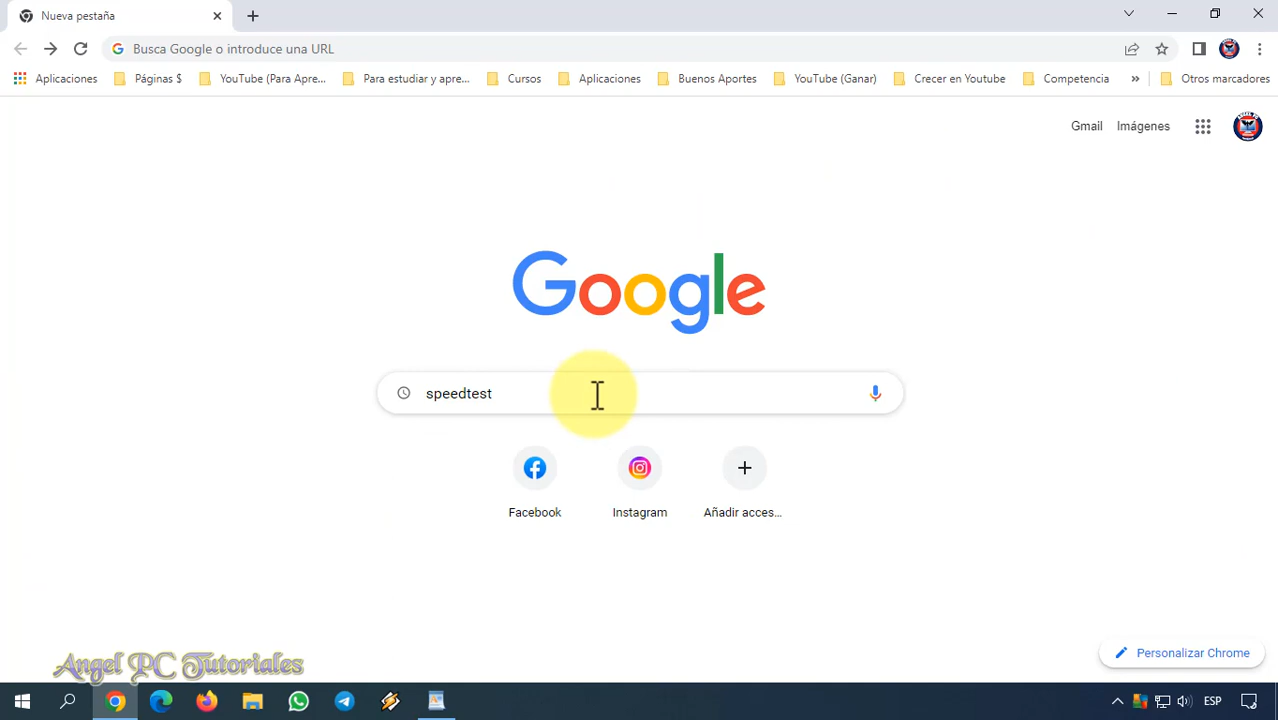 Nueva pestaña
Busca Google o introduce una URL
Aplicaciones Páginas $ YouTube (Para Apre... Para estudiar y apre... Cursos Aplicaciones Buenos Aportes YouTube (Ganar) Crecer en Youtube Competencia » Otros marcadores
Gmail Imágenes
Google
speedtest
Facebook Instagram Añadir acces...
Personalizar Chrome
Angel PC Tutoriales
ESP